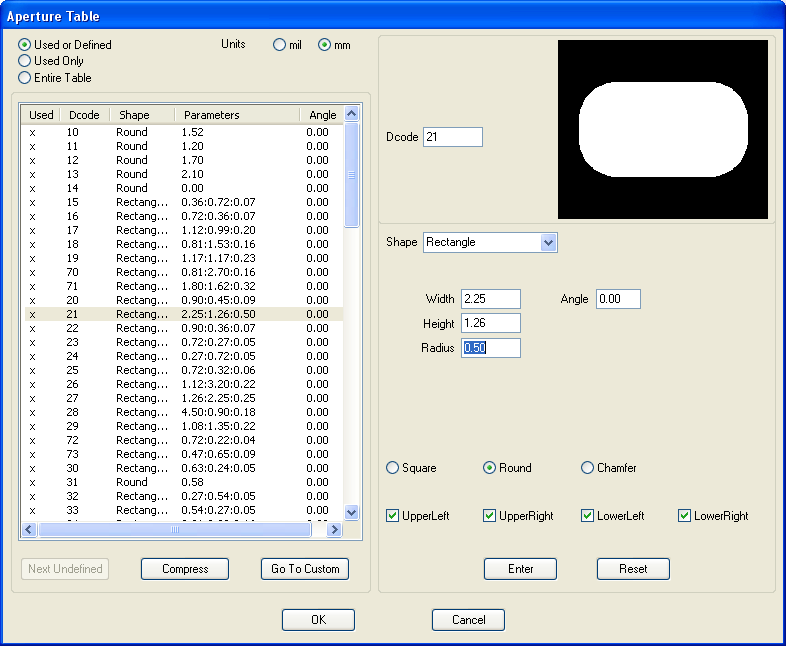 Aperture Table
Used or Defined
Used Only
Entire Table
Units mil mm
Used Dcode Shape Parameters Angle
x 10 Round 1.52 0.00
x 11 Round 1.20 0.00
x 12 Round 1.70 0.00
x 13 Round 2.10 0.00
x 14 Round 0.00 0.00
x 15 Rectang... 0.36:0.72:0.07 0.00
x 16 Rectang... 0.72:0.36:0.07 0.00
x 17 Rectang... 1.12:0.99:0.20 0.00
x 18 Rectang... 0.81:1.53:0.16 0.00
x 19 Rectang... 1.17:1.17:0.23 0.00
x 70 Rectang... 0.81:2.70:0.16 0.00
x 71 Rectang... 1.80:1.62:0.32 0.00
x 20 Rectang... 0.90:0.45:0.09 0.00
x 21 Rectang... 2.25:1.26:0.50 0.00
x 22 Rectang... 0.90:0.36:0.07 0.00
x 23 Rectang... 0.72:0.27:0.05 0.00
x 24 Rectang... 0.27:0.72:0.05 0.00
x 25 Rectang... 0.72:0.32:0.06 0.00
x 26 Rectang... 1.12:3.20:0.22 0.00
x 27 Rectang... 1.26:2.25:0.25 0.00
x 28 Rectang... 4.50:0.90:0.18 0.00
x 29 Rectang... 1.08:1.35:0.22 0.00
x 72 Rectang... 0.72:0.22:0.04 0.00
x 73 Rectang... 0.47:0.65:0.09 0.00
x 30 Rectang... 0.63:0.24:0.05 0.00
x 31 Round 0.58 0.00
x 32 Rectang... 0.27:0.54:0.05 0.00
x 33 Rectang... 0.54:0.27:0.05 0.00
Next Undefined
Compress
Go To Custom
Dcode 21
Shape Rectangle
Width 2.25 Angle 0.00
Height 1.26
Radius 0.50
Square Round Chamfer
UpperLeft UpperRight LowerLeft LowerRight
Enter Reset
OK Cancel